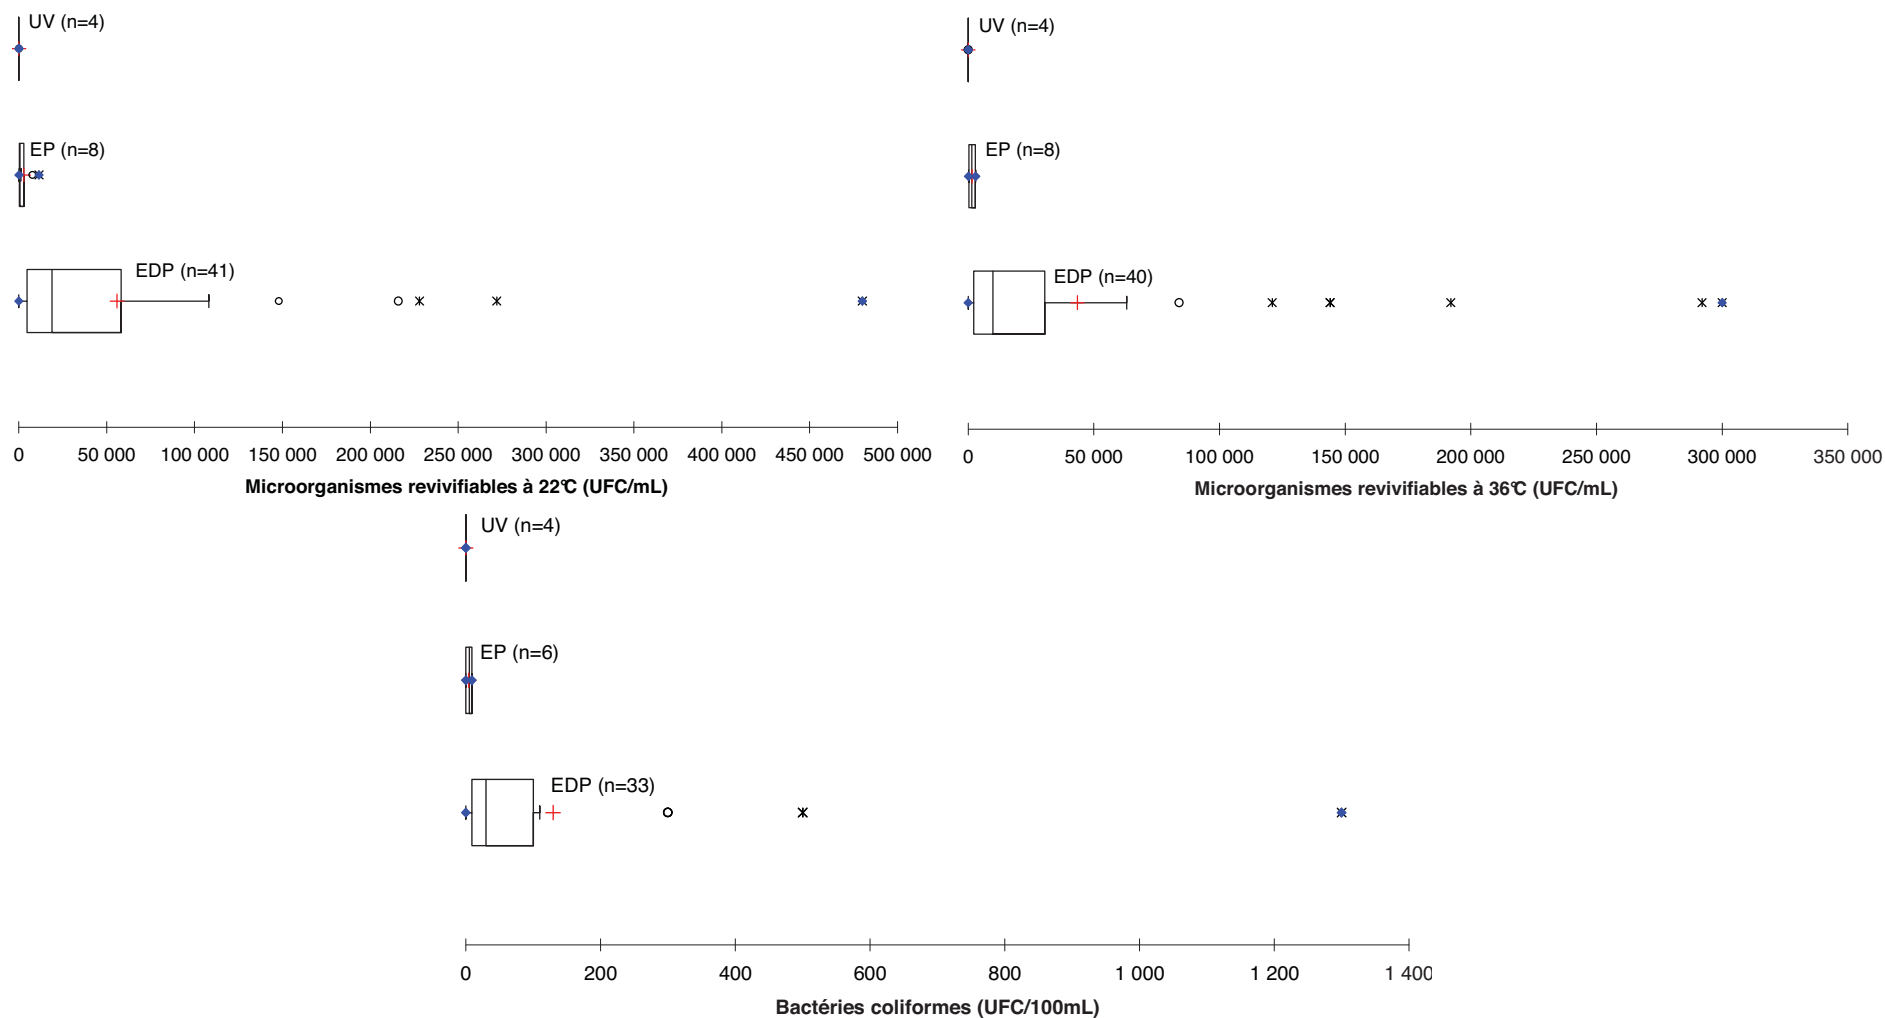 UV (n=4)
EP (n=8)
EDP (n=41)
0 50 000 100 000 150 000 200 000 250 000 300 000 350 000 400 000 450 000 500 000
Microorganismes revivifiables à 22°C (UFC/mL)
UV (n=4)
EP (n=8)
EDP (n=40)
0 50 000 100 000 150 000 200 000 250 000 300 000 350 000
Microorganismes revivifiables à 36°C (UFC/mL)
UV (n=4)
EP (n=6)
EDP (n=33)
0 200 400 600 800 1 000 1 200 1 400
Bactéries coliformes (UFC/100mL)